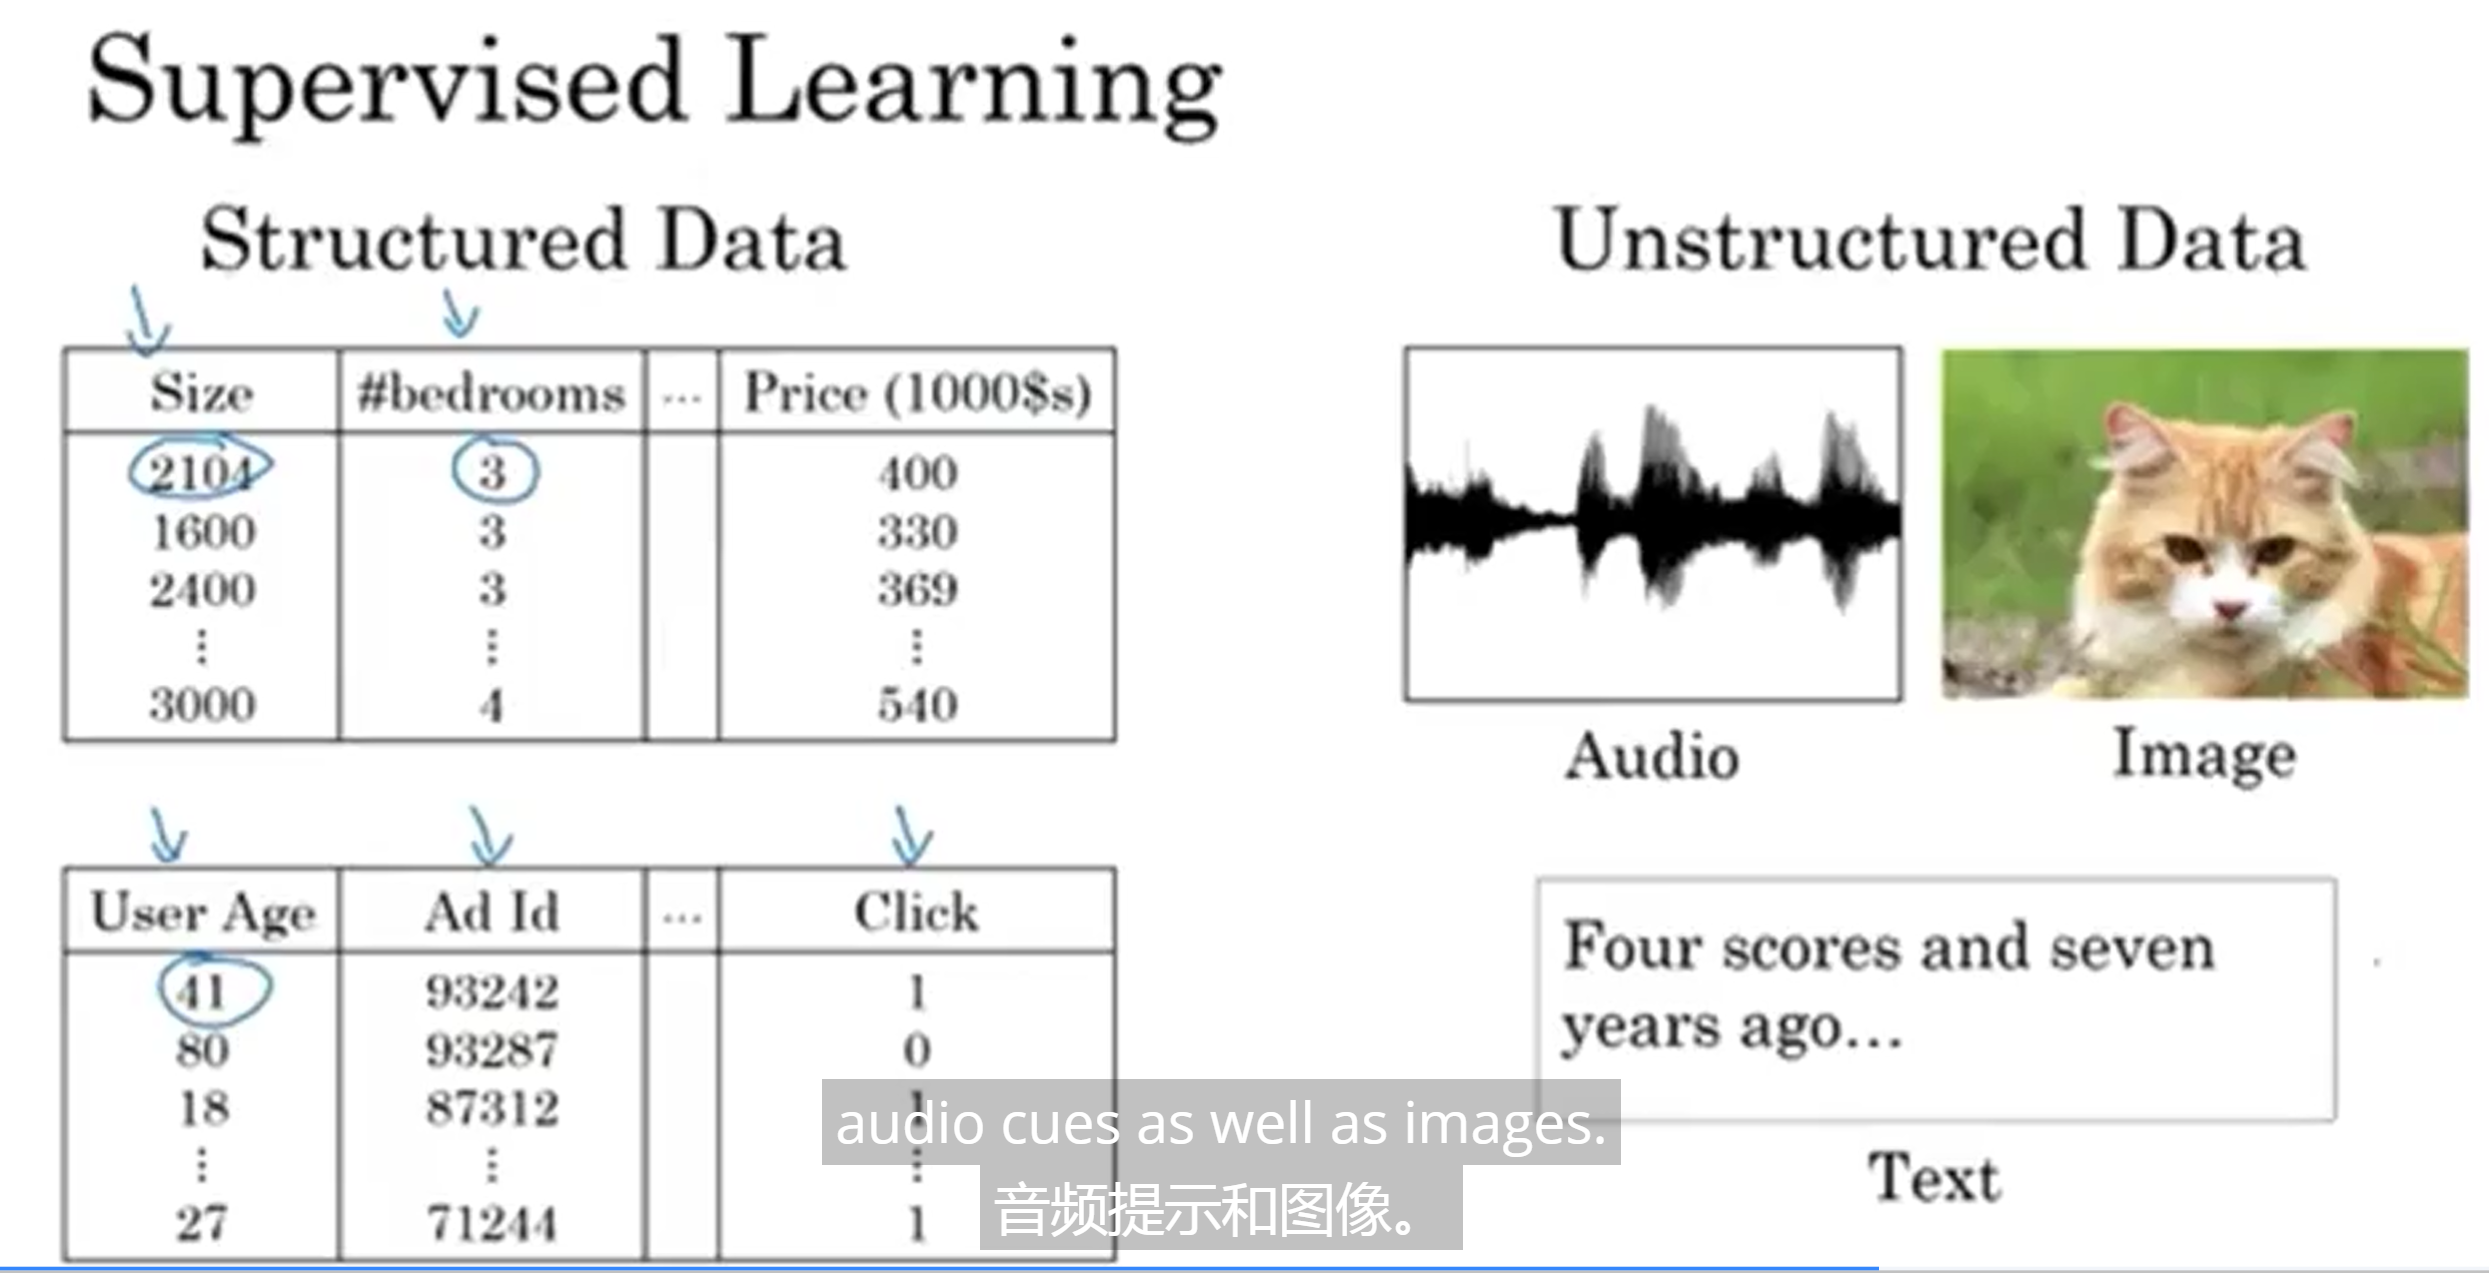 Supervised Learning
Structured Data
Size #bedrooms ... Price (1000$s)
2104 3 400
1600 3 330
2400 3 369
⋮ ⋮ ⋮
3000 4 540
User Age Ad Id ... Click
41 93242 1
80 93287 0
18 87312 1
⋮ ⋮ ⋮
27 71244 1
Unstructured Data
Audio
Image
Four scores and seven
years ago...
Text
audio cues as well as images.
音频提示和图像。